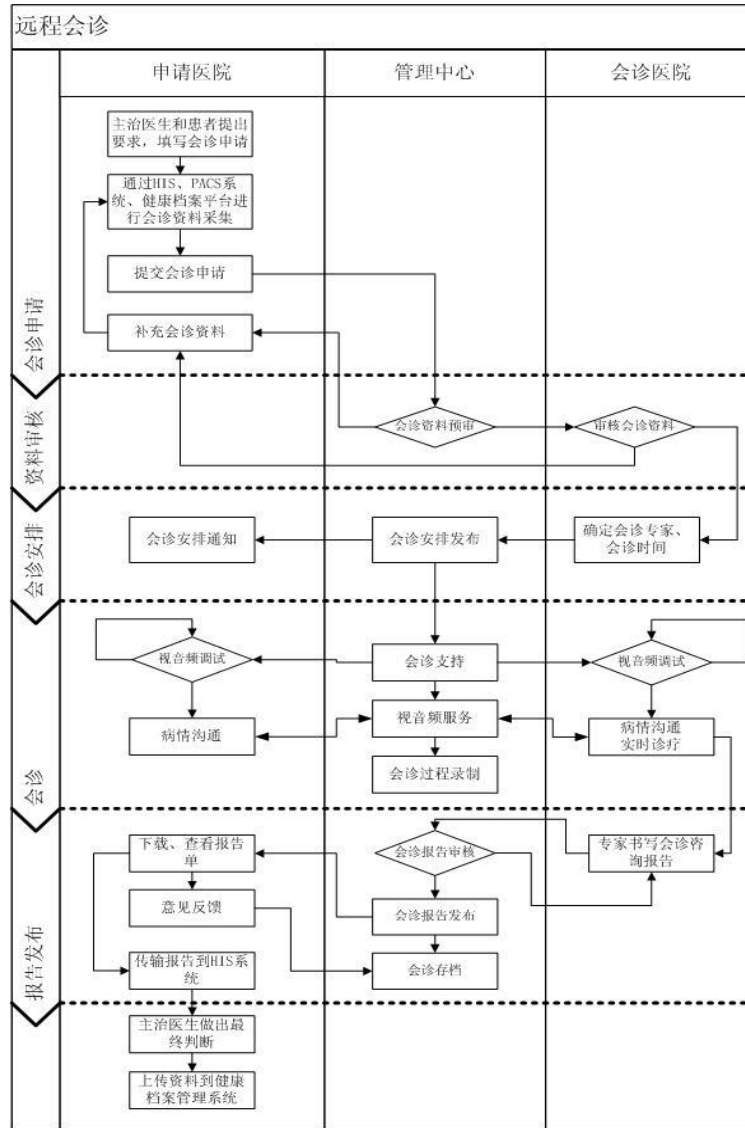 远程会诊
申请医院
管理中心
会诊医院
会诊申请
主治医生和患者提出
要求，填写会诊申请
通过HIS、PACS系
统、健康档案平台进
行会诊资料采集
提交会诊申请
补充会诊资料
资料审核
会诊资料预审
审核会诊资料
会诊安排
会诊安排通知
会诊安排发布
确定会诊专家、
会诊时间
会诊
视音频调试
会诊支持
视音频调试
病情沟通
视音频服务
病情沟通
实时诊疗
会诊过程录制
报告发布
下载、查看报告
单
会诊报告审核
专家书写会诊咨
询报告
意见反馈
会诊报告发布
传输报告到HIS系
统
会诊存档
主治医生做出最
终判断
上传资料到健康
档案管理系统